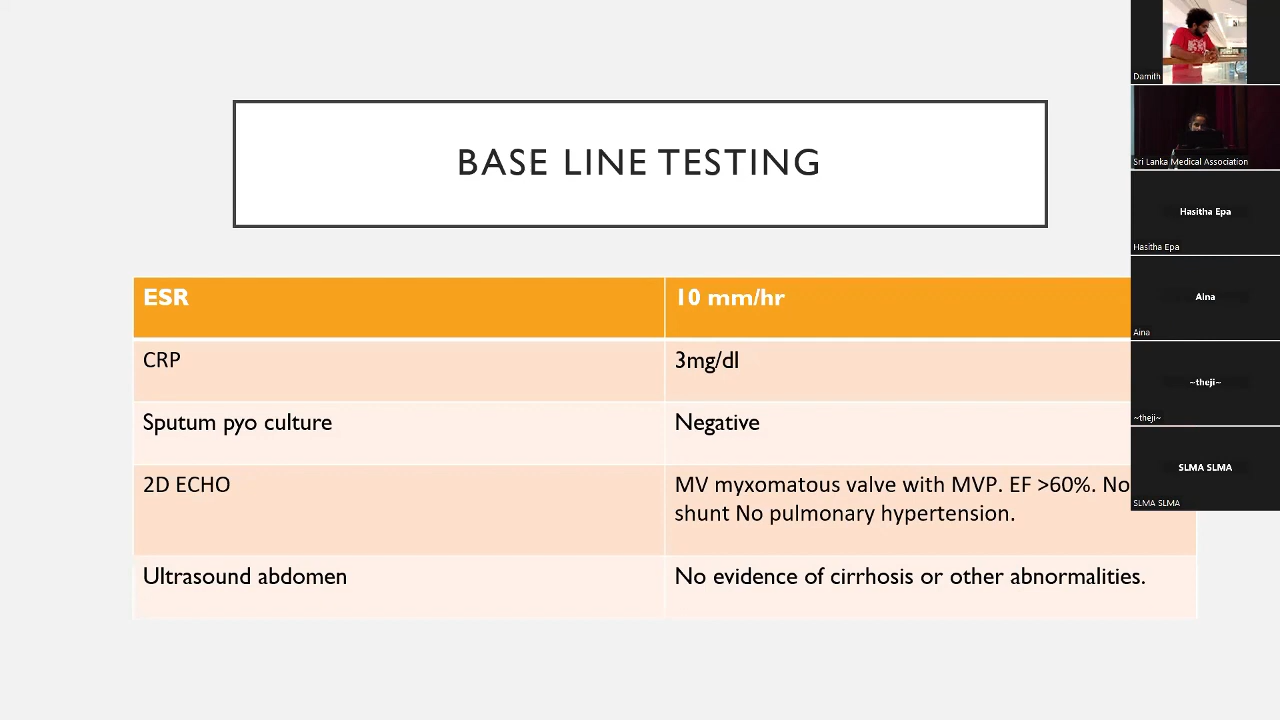 BASE LINE TESTING
ESR 10 mm/hr
CRP 3mg/dl
Sputum pyo culture Negative
2D ECHO MV myxomatous valve with MVP. EF >60%. No
shunt No pulmonary hypertension.
Ultrasound abdomen No evidence of cirrhosis or other abnormalities.
Damith
Sri Lanka Medical Association
Hasitha Epa
Hasitha Epa
Aina
Aina
~theji~
~theji~
SLMA SLMA
SLMA SLMA